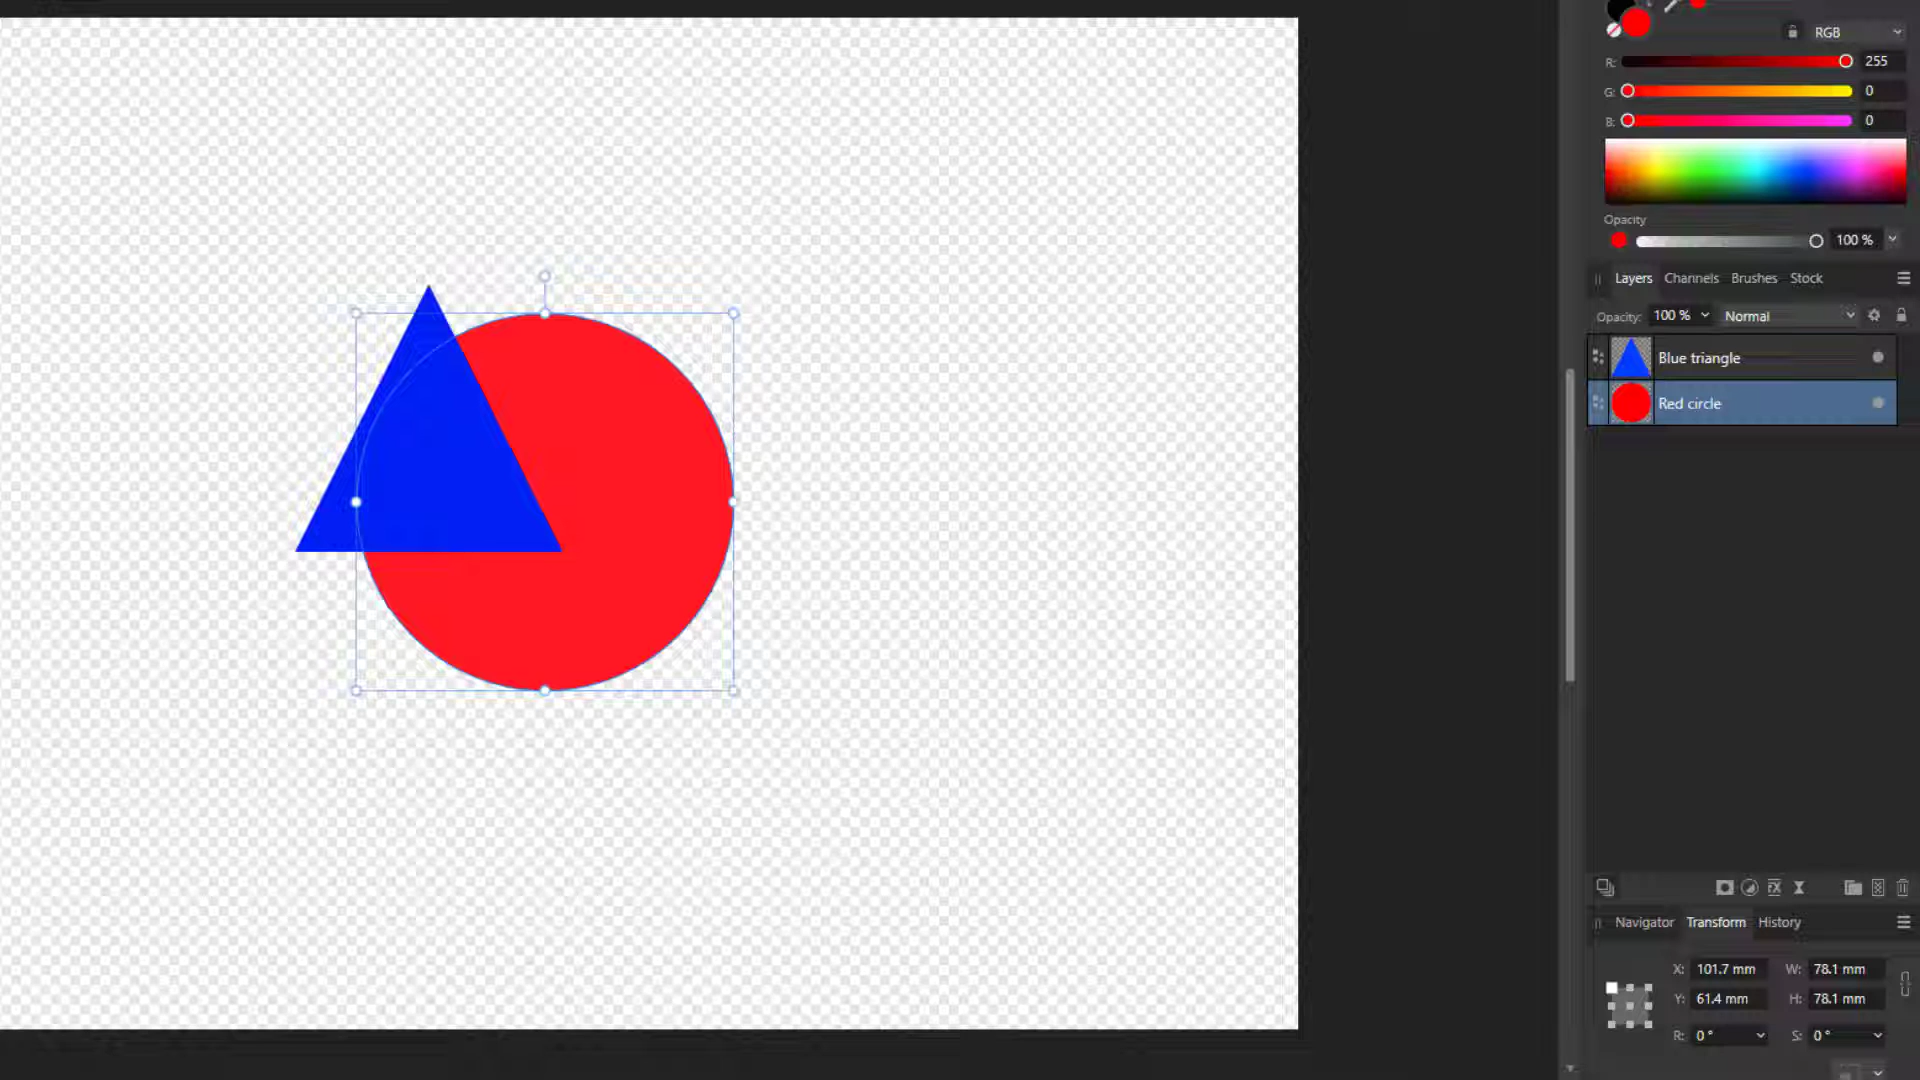 RGB
R: 255
G: 0
B: 0
Opacity
100 %
Layers Channels Brushes Stock
Opacity: 100 % Normal
Blue triangle
Red circle
Navigator Transform History
X: 101.7 mm W: 78.1 mm
Y: 61.4 mm H: 78.1 mm
R: 0 ° S: 0 °